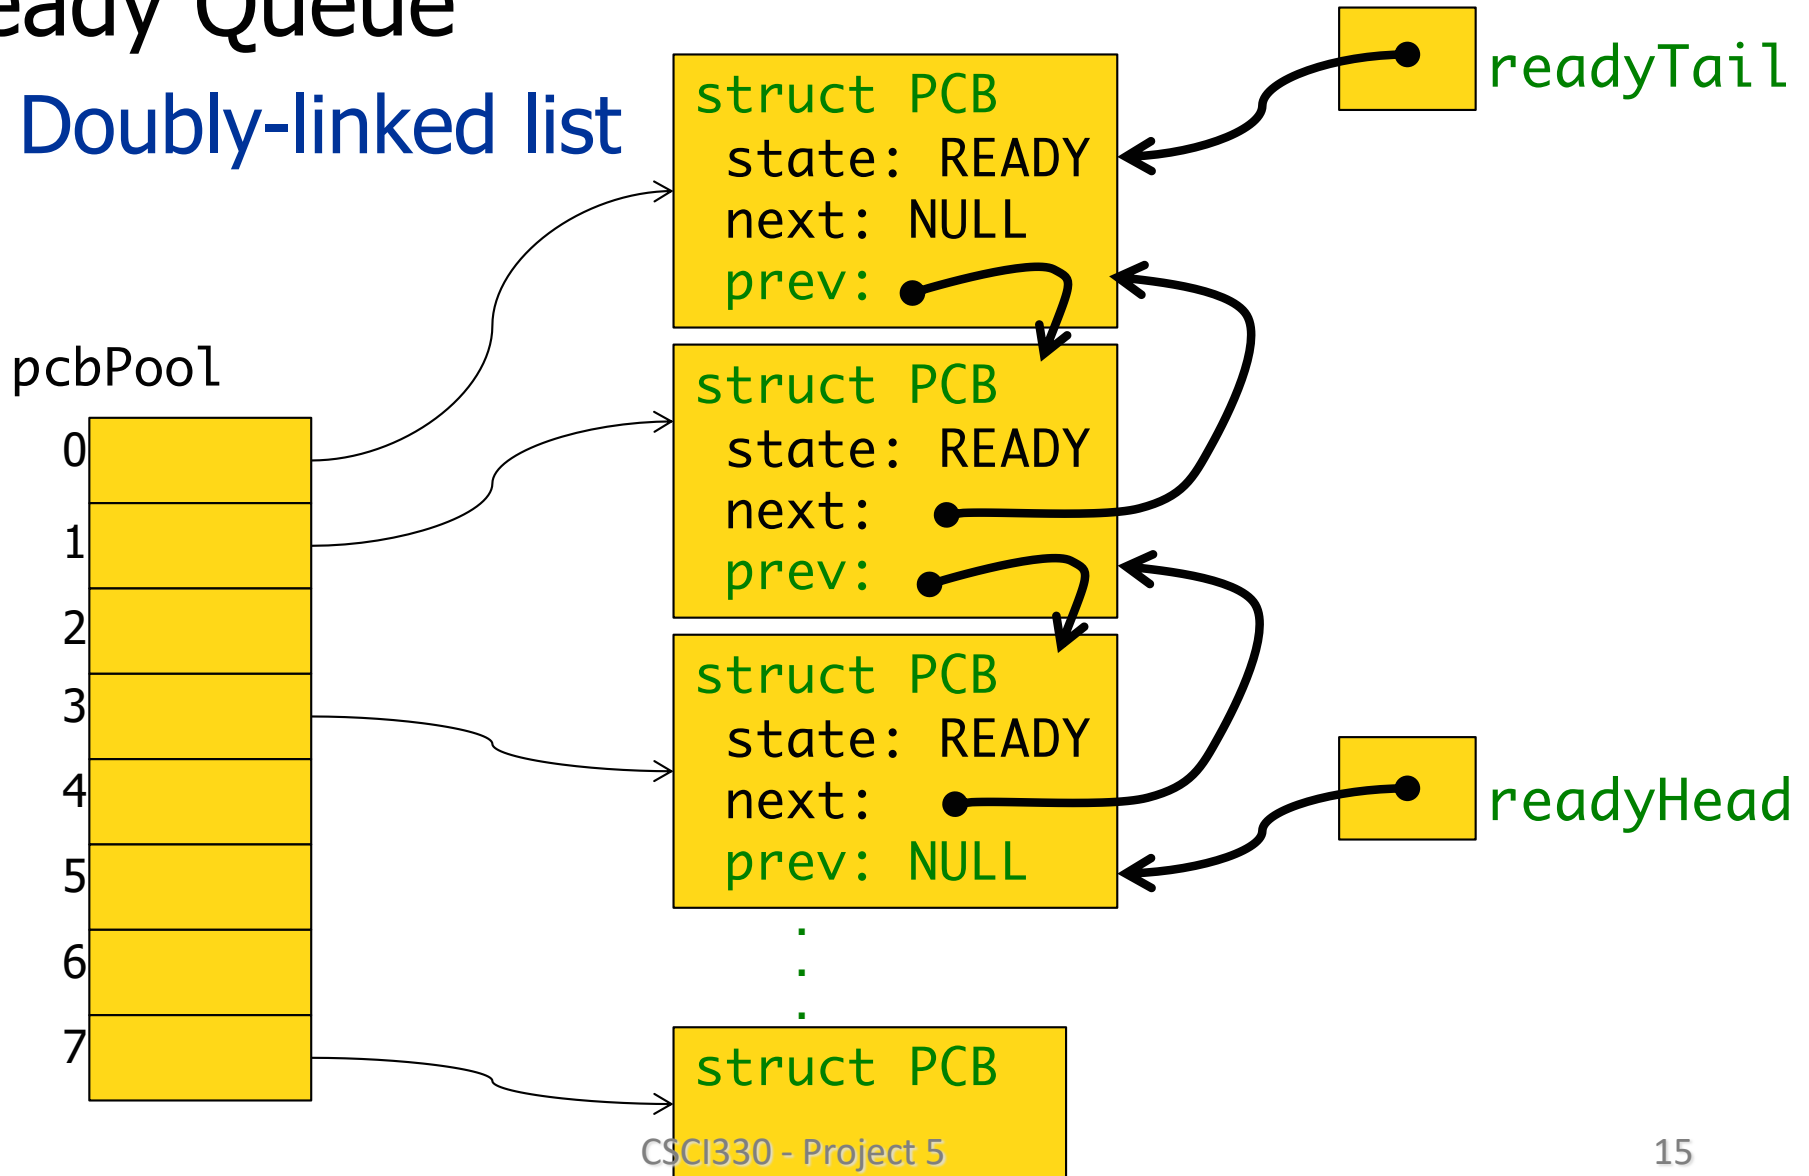 eady Queue
Doubly-linked list
readyTail
struct PCB
state: READY
next: NULL
prev:
pcbPool
0
1
2
3
4
5
6
7
struct PCB
state: READY
next:
prev:
struct PCB
state: READY
next:
prev: NULL
readyHead
.
.
.
struct PCB
CSCI330 - Project 5
15